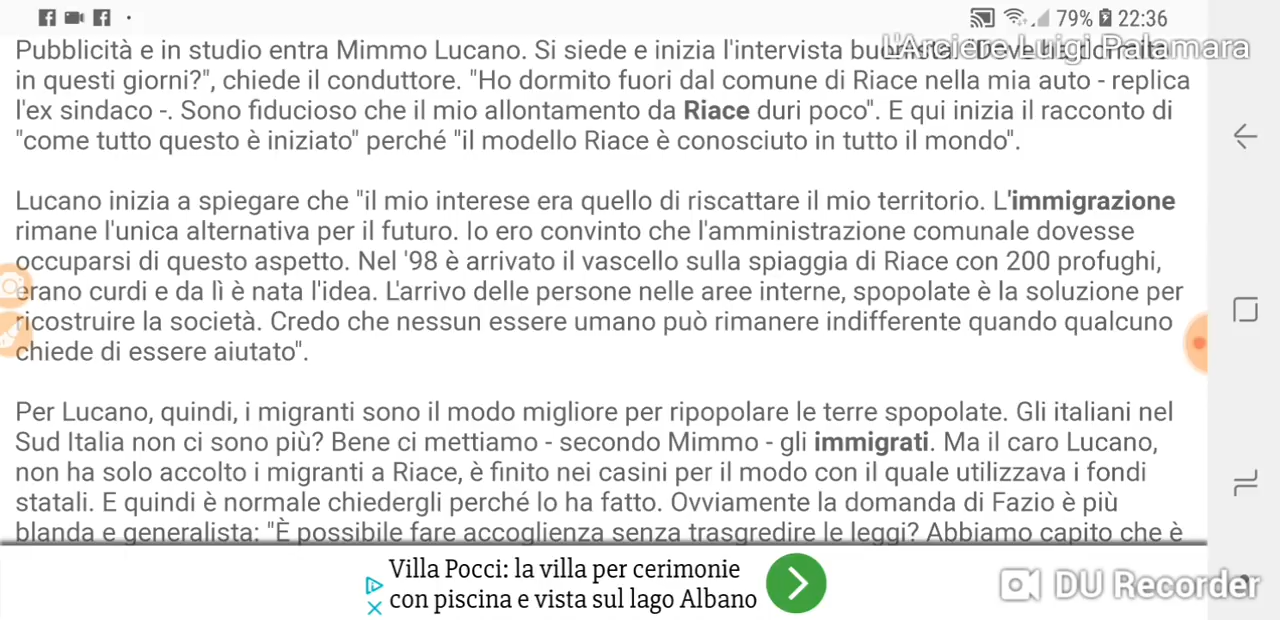 79% 22:36
l'Arciere Luigi Palamara
Pubblicità e in studio entra Mimmo Lucano. Si siede e inizia l'intervista buonista. "Dove ha dormito
in questi giorni?", chiede il conduttore. "Ho dormito fuori dal comune di Riace nella mia auto - replica
l'ex sindaco -. Sono fiducioso che il mio allontamento da Riace duri poco". E qui inizia il racconto di
"come tutto questo è iniziato" perché "il modello Riace è conosciuto in tutto il mondo".
Lucano inizia a spiegare che "il mio interese era quello di riscattare il mio territorio. L'immigrazione
rimane l'unica alternativa per il futuro. Io ero convinto che l'amministrazione comunale dovesse
occuparsi di questo aspetto. Nel '98 è arrivato il vascello sulla spiaggia di Riace con 200 profughi,
erano curdi e da lì è nata l'idea. L'arrivo delle persone nelle aree interne, spopolate è la soluzione per
ricostruire la società. Credo che nessun essere umano può rimanere indifferente quando qualcuno
chiede di essere aiutato".
Per Lucano, quindi, i migranti sono il modo migliore per ripopolare le terre spopolate. Gli italiani nel
Sud Italia non ci sono più? Bene ci mettiamo - secondo Mimmo - gli immigrati. Ma il caro Lucano,
non ha solo accolto i migranti a Riace, è finito nei casini per il modo con il quale utilizzava i fondi
statali. E quindi è normale chiedergli perché lo ha fatto. Ovviamente la domanda di Fazio è più
blanda e generalista: "È possibile fare accoglienza senza trasgredire le leggi? Abbiamo capito che è
Villa Pocci: la villa per cerimonie
con piscina e vista sul lago Albano
DU Recorder